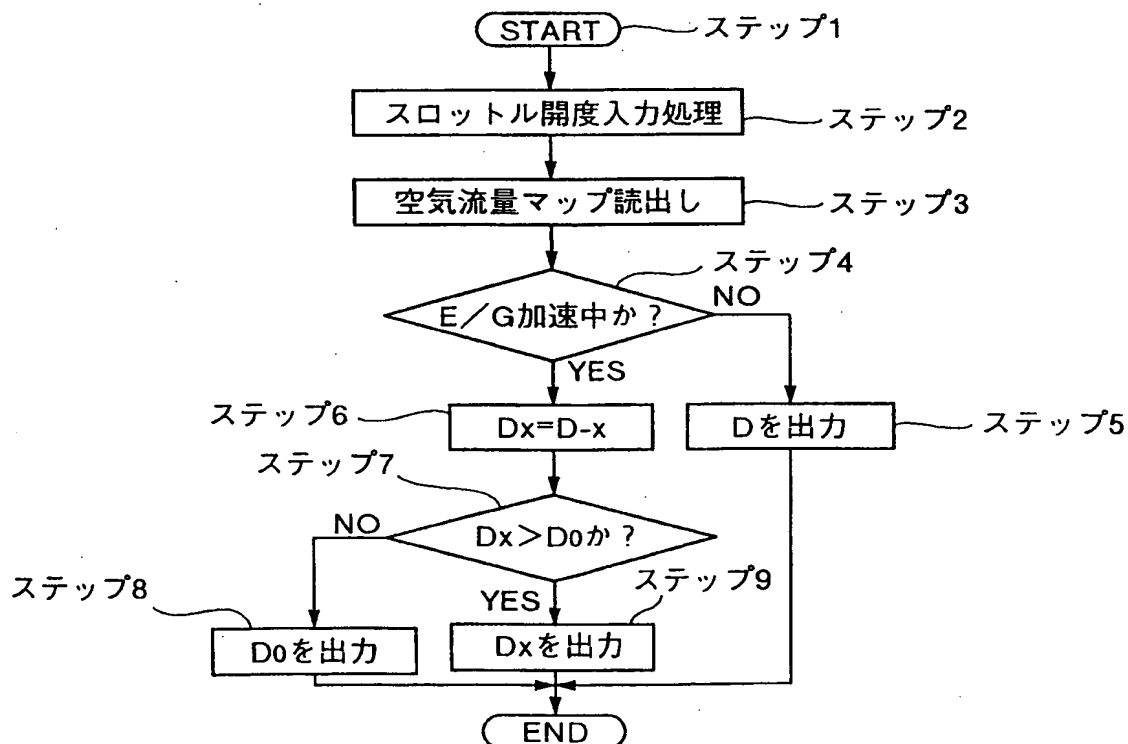 START
ステップ1
スロットル開度入力処理
ステップ2
空気流量マップ読出し
ステップ3
ステップ4
E／G加速中か？
NO
YES
ステップ6
Dx=D-x
Dを出力
ステップ5
ステップ7
NO
Dx＞D0か？
ステップ8
YES
ステップ9
D0を出力
Dxを出力
END